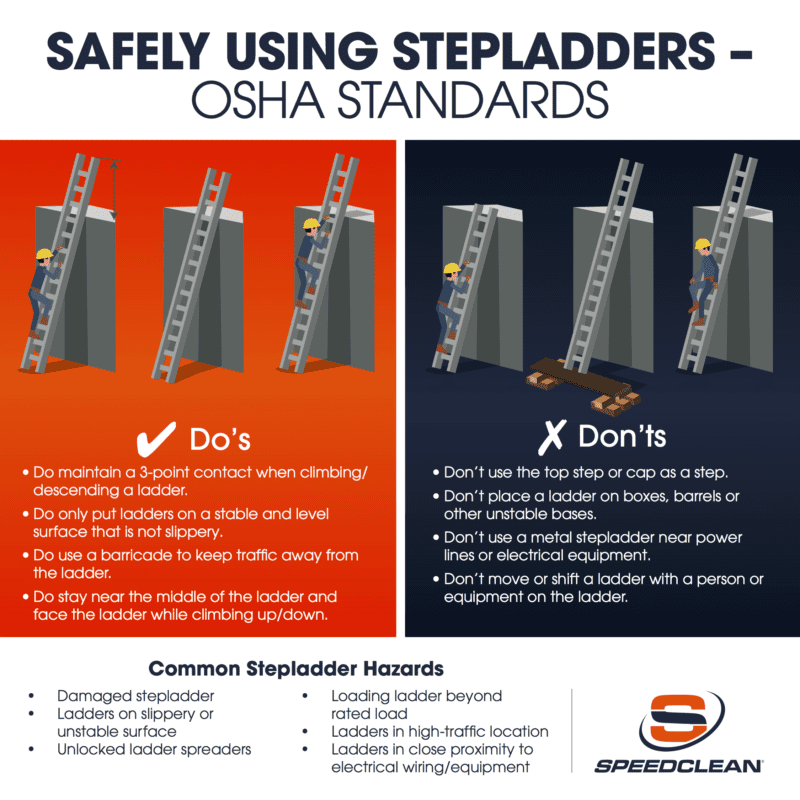 SAFELY USING STEPLADDERS –
OSHA STANDARDS
Do's
• Do maintain a 3-point contact when climbing/
descending a ladder.
• Do only put ladders on a stable and level
surface that is not slippery.
• Do use a barricade to keep traffic away from
the ladder.
• Do stay near the middle of the ladder and
face the ladder while climbing up/down.
Don'ts
• Don't use the top step or cap as a step.
• Don't place a ladder on boxes, barrels or
other unstable bases.
• Don't use a metal stepladder near power
lines or electrical equipment.
• Don't move or shift a ladder with a person or
equipment on the ladder.
Common Stepladder Hazards
• Damaged stepladder
• Ladders on slippery or
unstable surface
• Unlocked ladder spreaders
• Loading ladder beyond
rated load
• Ladders in high-traffic location
• Ladders in close proximity to
electrical wiring/equipment
S
SPEEDCLEAN